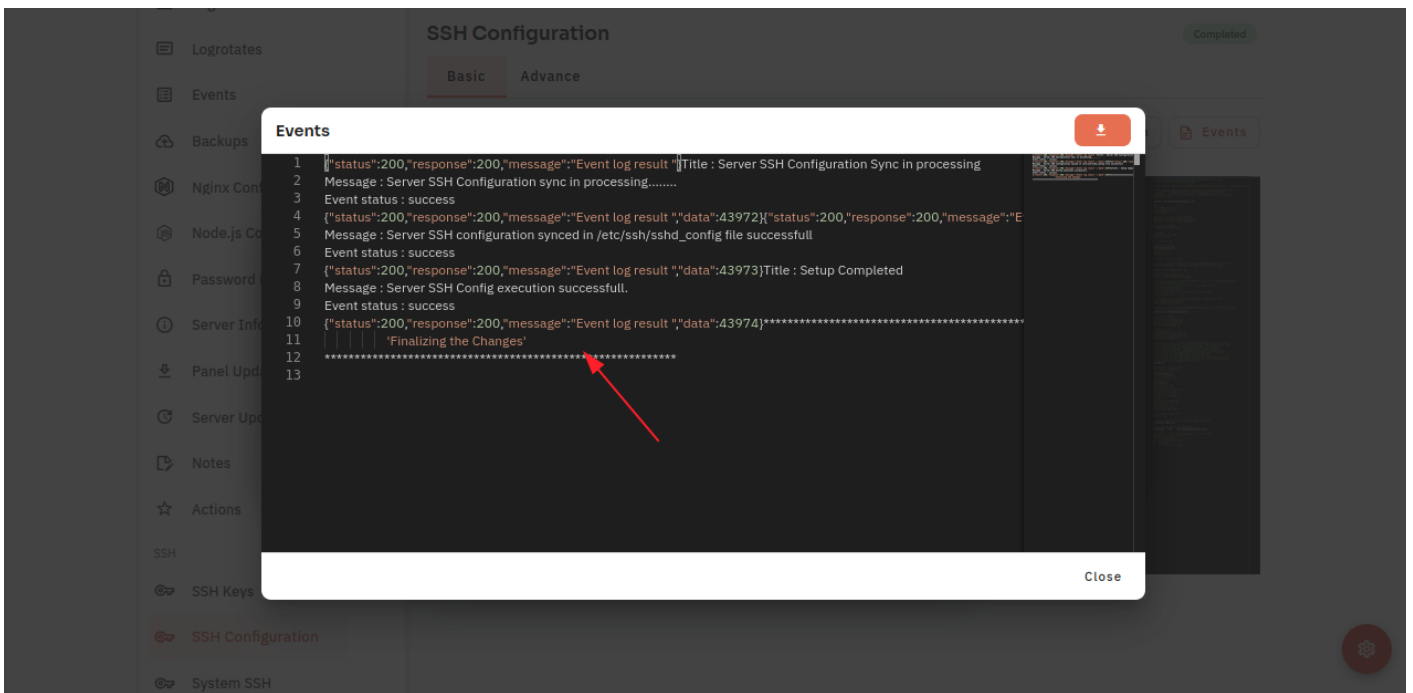 SSH Configuration
Completed
Logrotates
Basic
Advance
Events
Events
Backups
Events
Nginx Con
Node.js Co
Password
Server Info
Panel Upd
Server Upd
Notes
Actions
SSH
SSH Keys
SSH Configuration
System SSH
1 {"status":200,"response":200,"message":"Event log result "}Title : Server SSH Configuration Sync in processing
2 Message : Server SSH Configuration sync in processing........
3 Event status : success
4 {"status":200,"response":200,"message":"Event log result ","data":43972}{"status":200,"response":200,"message":"E
5 Message : Server SSH configuration synced in /etc/ssh/sshd_config file successfull
6 Event status : success
7 {"status":200,"response":200,"message":"Event log result ","data":43973}Title : Setup Completed
8 Message : Server SSH Config execution successfull.
9 Event status : success
10 {"status":200,"response":200,"message":"Event log result ","data":43974}*******************************************
11 'Finalizing the Changes'
12 ***********************************************************
13
Close